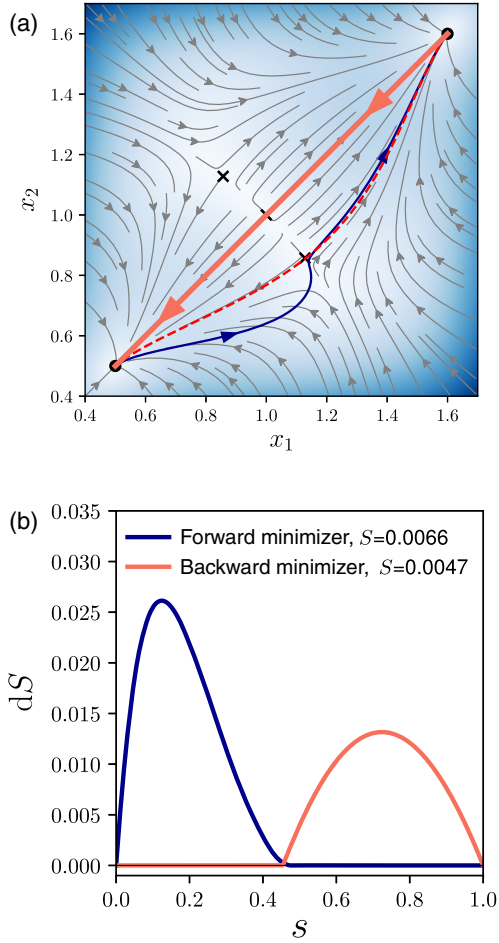 (a)
1.6
1.4
1.2
x₂
1.0
0.8
0.6
0.4
0.4 0.6 0.8 1.0 1.2 1.4 1.6
x₁
(b)
0.035
Forward minimizer, S=0.0066
0.030
Backward minimizer, S=0.0047
0.025
0.020
dS
0.015
0.010
0.005
0.000
0.0 0.2 0.4 0.6 0.8 1.0
s